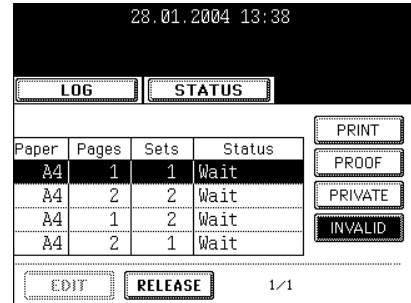 28.01.2004 13:38
LOG STATUS
PRINT
Paper Pages Sets Status
PROOF
A4 1 1 Wait
A4 2 2 Wait
PRIVATE
A4 1 2 Wait
INVALID
A4 2 1 Wait
EDIT RELEASE 1/1